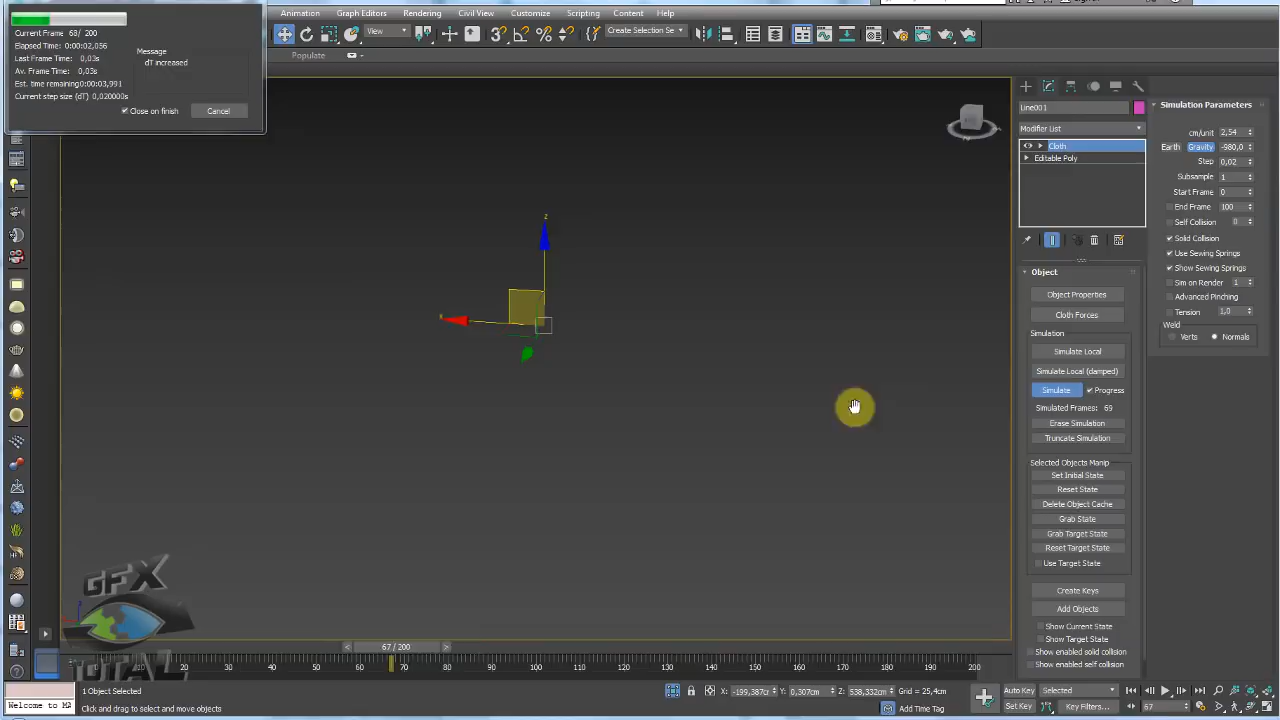 Animation Graph Editors Rendering Civil View Customize Scripting Content Help
Current Frame 68/ 200
Elapsed Time: 0:00:02,056
Last Frame Time: 0,03s
Av. Frame Time: 0,03s
Est. time remaining0:00:03,991
Current step size (dT) 0,020000s
Message
dT increased
Close on finish
Cancel
View
Create Selection Se
Populate
Line001
Modifier List
Cloth
Editable Poly
Simulation Parameters
cm/unit 2,54
Earth Gravity -980,0
Step 0,02
Subsample 1
Start Frame 0
End Frame 100
Self Collision 0
Solid Collision
Use Sewing Springs
Show Sewing Springs
Sim on Render 1
Advanced Pinching
Tension 1,0
Weld
Verts Normals
Object
Object Properties
Cloth Forces
Simulation
Simulate Local
Simulate Local (damped)
Simulate Progress
Simulated Frames: 69
Erase Simulation
Truncate Simulation
Selected Objects Manip
Set Initial State
Reset State
Delete Object Cache
Grab State
Grab Target State
Reset Target State
Use Target State
Create Keys
Add Objects
Show Current State
Show Target State
Show enabled solid collision
Show enabled self collision
z
GFX
TOTAL
67 / 200
10 20 30 40 50 60 70 80 90 100 110 120 130 140 150 160 170 180 190 200
1 Object Selected
X: -199,387cm Y: 0,307cm Z: 538,332cm Grid = 25,4cm
Auto Key Selected
Welcome to MA
Click and drag to select and move objects
Add Time Tag
Set Key Key Filters...
67